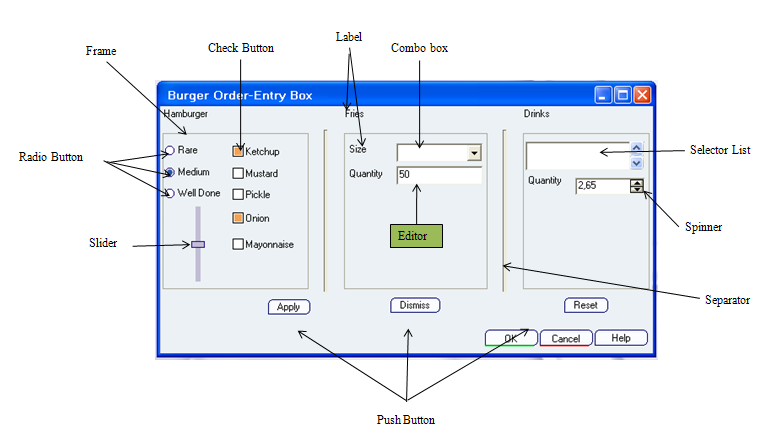 Label
Check Button
Combo box
Frame
Burger Order-Entry Box
Hamburger
Fries
Drinks
Radio Button
Rare
Ketchup
Size
Selector List
Medium
Mustard
Quantity
50
Quantity
2,65
Well Done
Pickle
Onion
Spinner
Slider
Mayonnaise
Editor
Separator
Apply
Dismiss
Reset
OK
Cancel
Help
Push Button